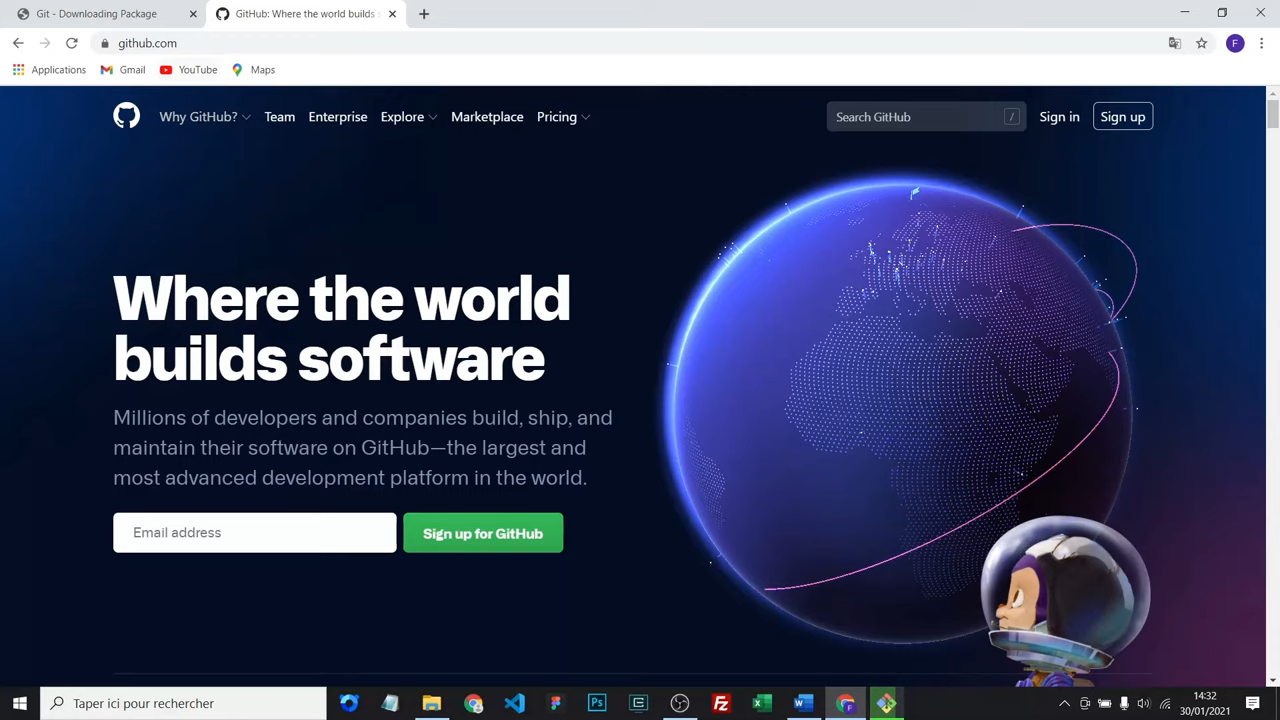 Git - Downloading Package
GitHub: Where the world builds s
github.com
F
Applications
Gmail
YouTube
Maps
Why GitHub?
Team
Enterprise
Explore
Marketplace
Pricing
Search GitHub
/
Sign in
Sign up
Where the world
builds software
Millions of developers and companies build, ship, and
maintain their software on GitHub—the largest and
most advanced development platform in the world.
Email address
Sign up for GitHub
Taper ici pour rechercher
Ps
Fz
14:32
30/01/2021